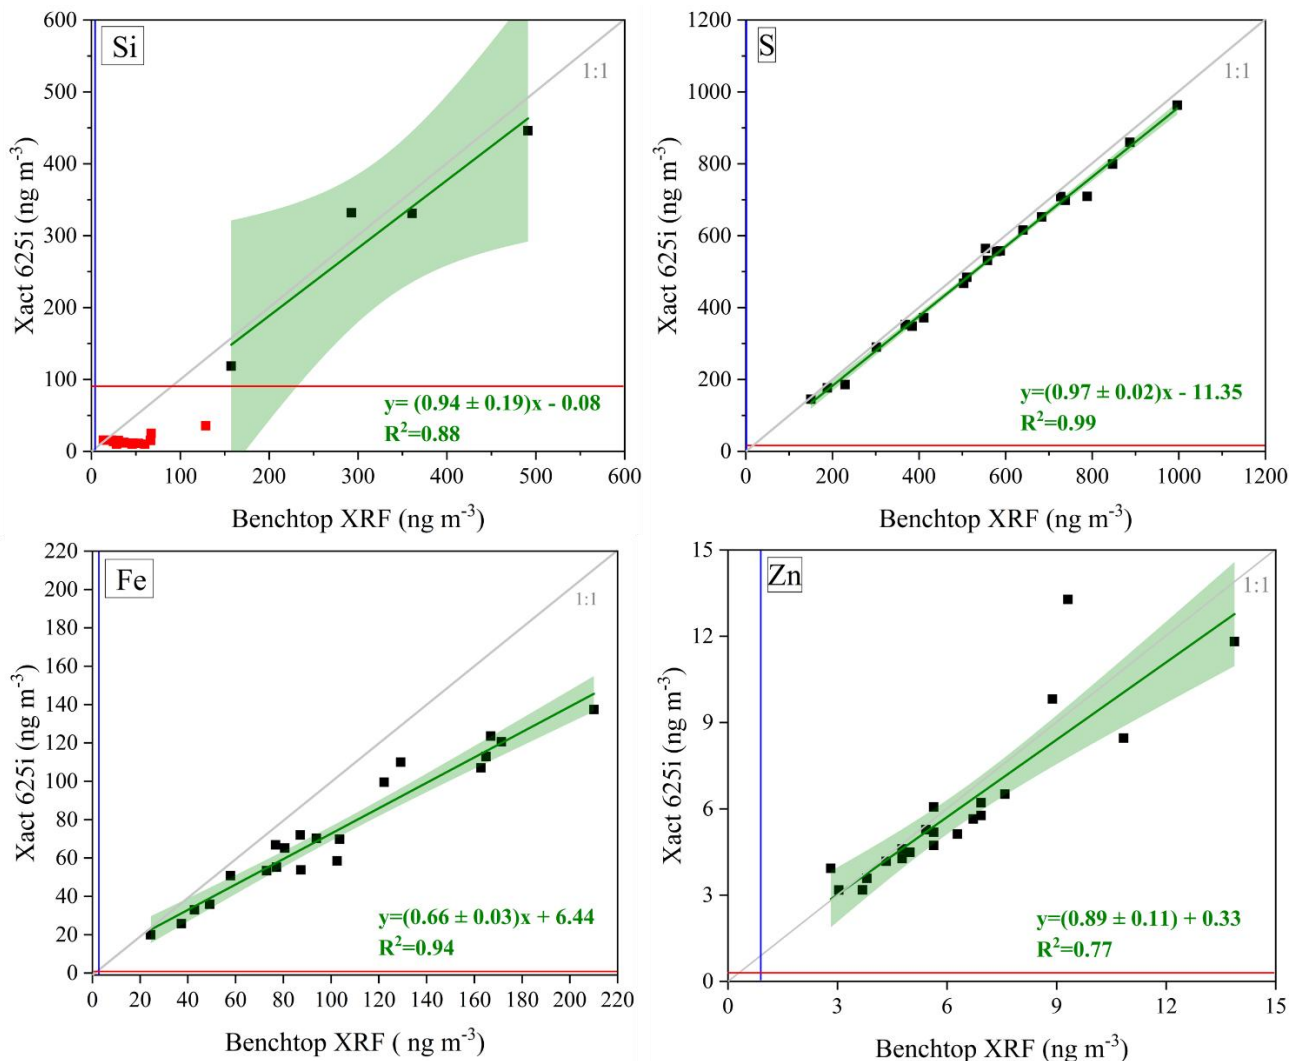 Si
1:1
600
500
400
300
200
100
0
Xact 625i (ng m⁻³)
y= (0.94 ± 0.19)x - 0.08
R²=0.88
0 100 200 300 400 500 600
Benchtop XRF (ng m⁻³)
S
1:1
1200
1000
800
600
400
200
0
Xact 625i (ng m⁻³)
y=(0.97 ± 0.02)x - 11.35
R²=0.99
0 200 400 600 800 1000 1200
Benchtop XRF (ng m⁻³)
Fe
1:1
220
200
180
160
140
120
100
80
60
40
20
0
Xact 625i (ng m⁻³)
y=(0.66 ± 0.03)x + 6.44
R²=0.94
0 20 40 60 80 100 120 140 160 180 200 220
Benchtop XRF ( ng m⁻³)
Zn
1:1
15
12
9
6
3
0
Xact 625i (ng m⁻³)
y=(0.89 ± 0.11) + 0.33
R²=0.77
0 3 6 9 12 15
Benchtop XRF (ng m⁻³)